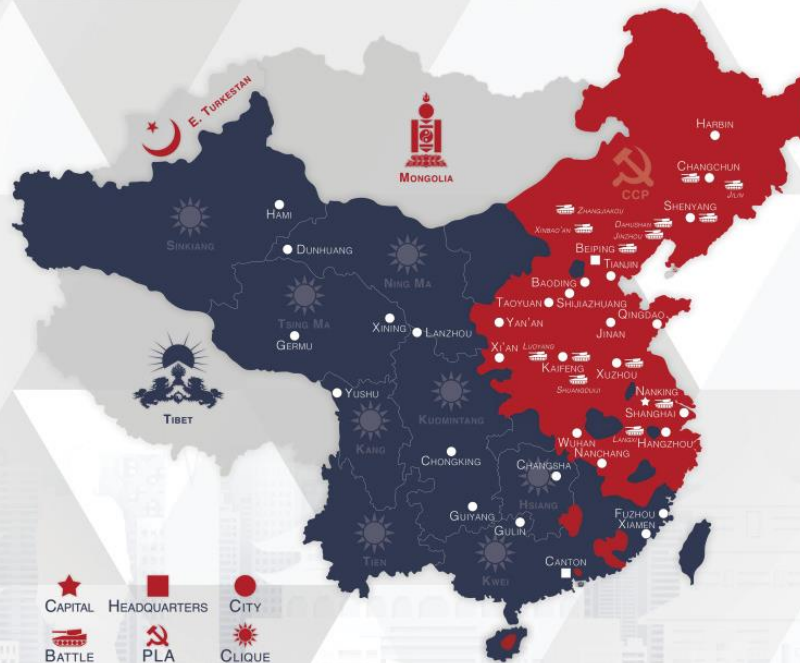 E. Turkestan
Mongolia
CCP
Harbin
Changchun
Jilin
Shenyang
Zhangjiakou
Dahushan
Xinbao'an
Jinzhou
Beiping
Tianjin
Baoding
Taoyuan
Shijiazhuang
Qingdao
Yan'an
Jinan
Xi'an
Luoyang
Kaifeng
Xuzhou
Shuangduiji
Nanking
Shanghai
Langxi
Hangzhou
Wuhan
Nanchang
Sinkiang
Hami
Dunhuang
Ning Ma
Tsing Ma
Xining
Lanzhou
Germu
Tibet
Yushu
Kuomintang
Kang
Chongking
Changsha
Hsiang
Guiyang
Gulin
Fuzhou
Xiamen
Tien
Canton
Kwei
Capital
Headquarters
City
Battle
PLA
Clique